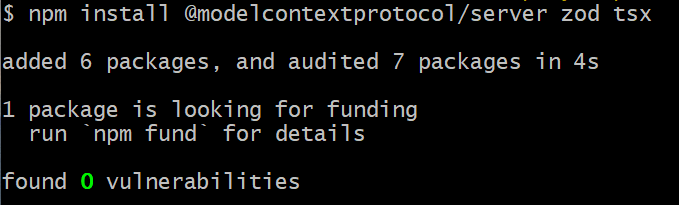 $ npm install @modelcontextprotocol/server zod tsx
added 6 packages, and audited 7 packages in 4s
1 package is looking for funding
  run `npm fund` for details
found 0 vulnerabilities